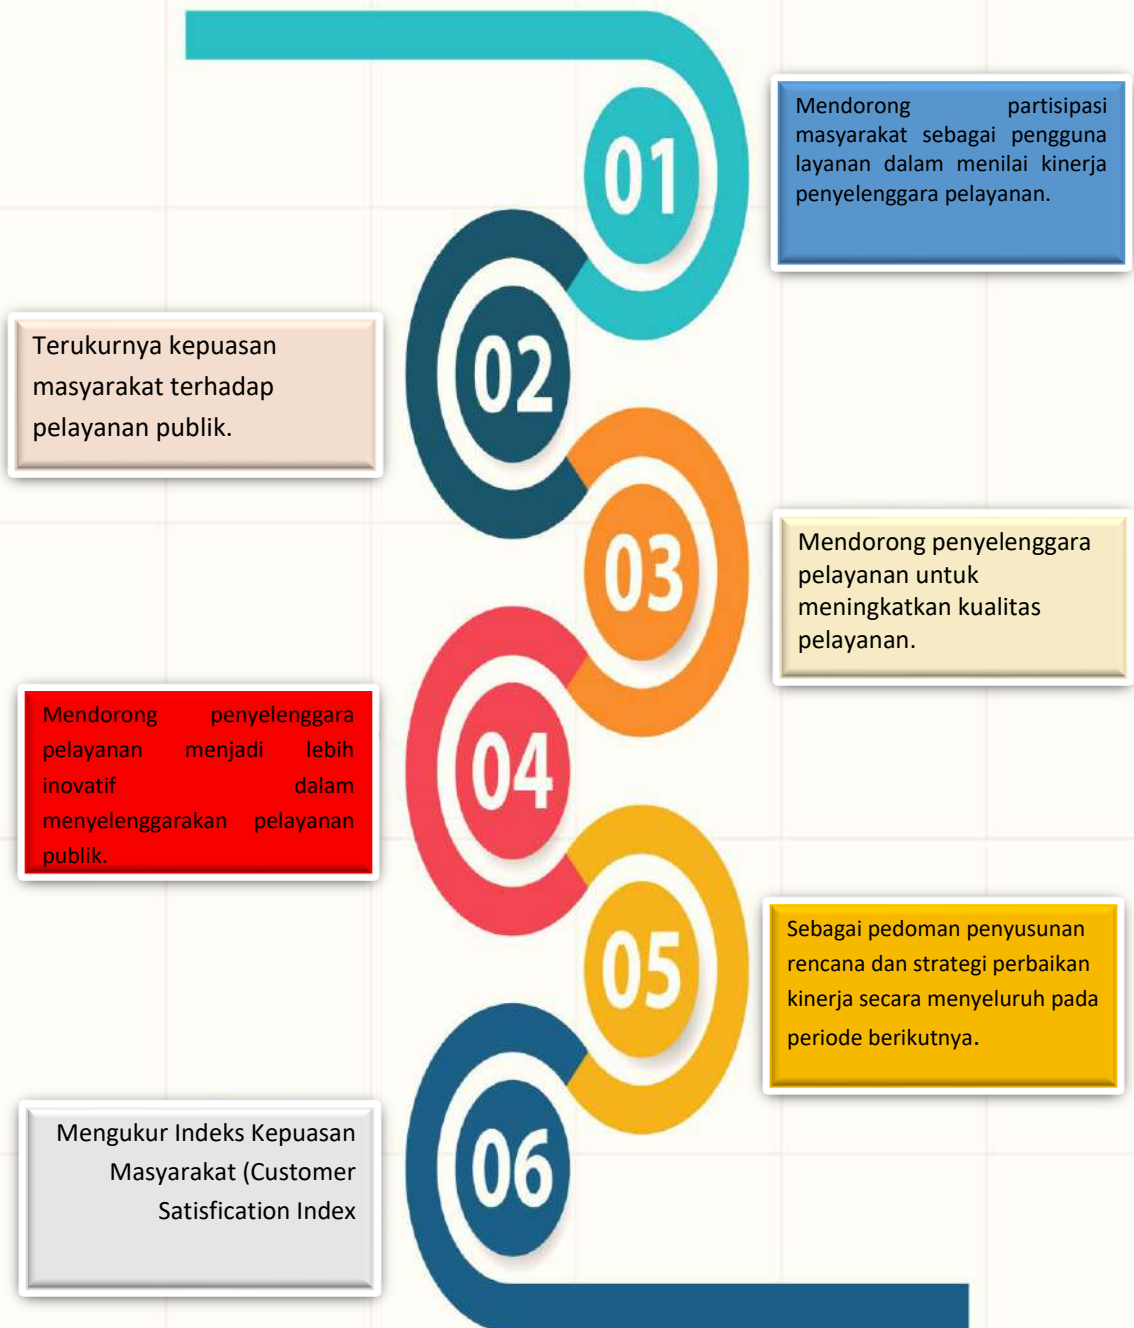 01
Mendorong partisipasi
masyarakat sebagai pengguna
layanan dalam menilai kinerja
penyelenggara pelayanan.
02
Terukurnya kepuasan
masyarakat terhadap
pelayanan publik.
03
Mendorong penyelenggara
pelayanan untuk
meningkatkan kualitas
pelayanan.
04
Mendorong penyelenggara
pelayanan menjadi lebih
inovatif dalam
menyelenggarakan pelayanan
publik.
05
Sebagai pedoman penyusunan
rencana dan strategi perbaikan
kinerja secara menyeluruh pada
periode berikutnya.
06
Mengukur Indeks Kepuasan
Masyarakat (Customer
Satisfication Index